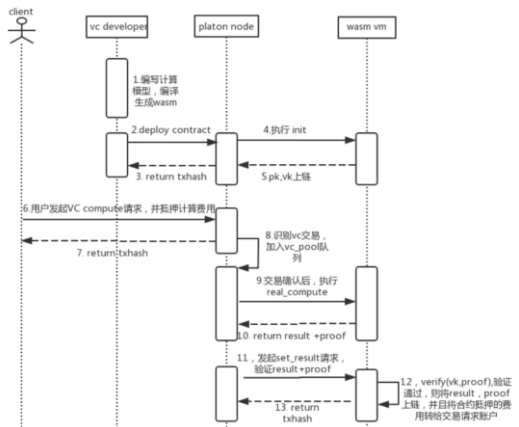 client
vc developer
platon node
wasm vm
1.编写计算
模型，编译
生成wasm
2.deploy contract
4.执行 init
3. return txhash
5.pk,vk上链
6.用户发起VC compute请求，并抵押计算费用
8.识别vc交易，
加入vc_pool队
列
7. return txhash
9.交易确认后，执行
real_compute
10. return result +proof
11，发起set_result请求，
验证result+proof
12，verify(vk,proof),验证
通过，则将result，proof
上链，并且将合约抵押的费
用转给交易请求账户
13. return
txhash